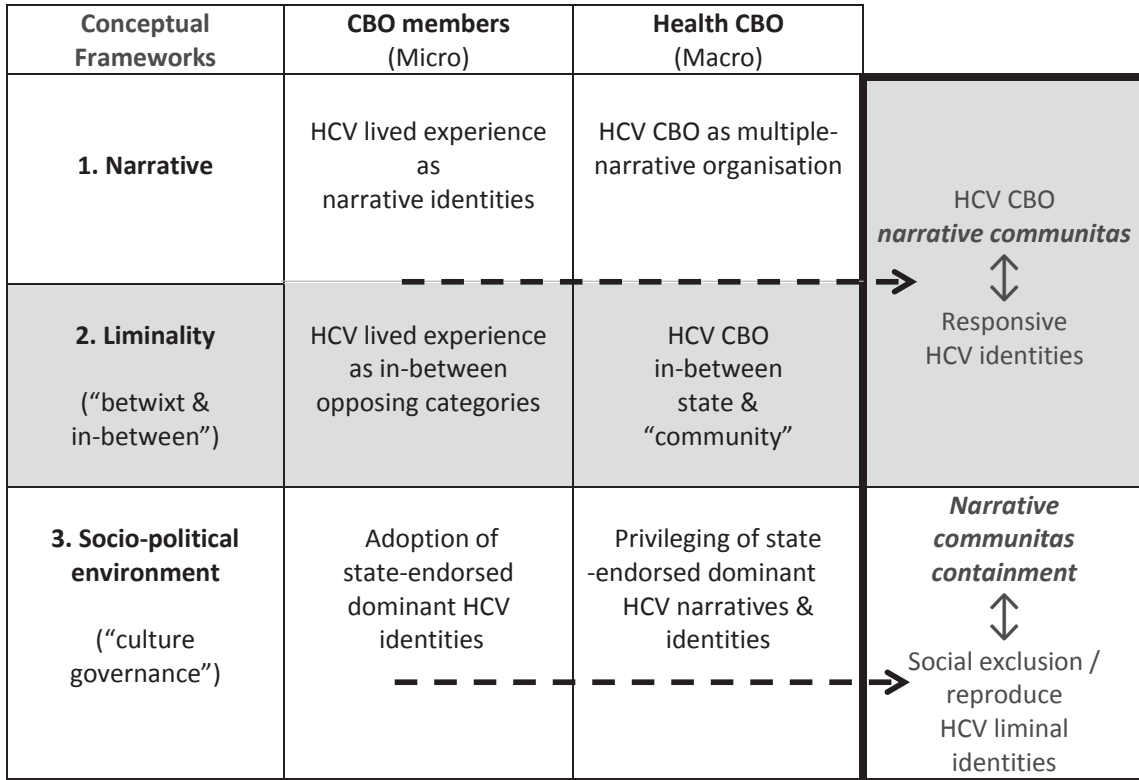 Conceptual
Frameworks
CBO members
(Micro)
Health CBO
(Macro)
1. Narrative
HCV lived experience
as
narrative identities
HCV CBO as multiple-
narrative organisation
HCV CBO
narrative communitas
Responsive
HCV identities
2. Liminality
(“betwixt &
in-between”)
HCV lived experience
as in-between
opposing categories
HCV CBO
in-between
state &
“community”
3. Socio-political
environment
(“culture
governance”)
Adoption of
state-endorsed
dominant HCV
identities
Privileging of state
-endorsed dominant
HCV narratives &
identities
Narrative
communitas
containment
Social exclusion /
reproduce
HCV liminal
identities